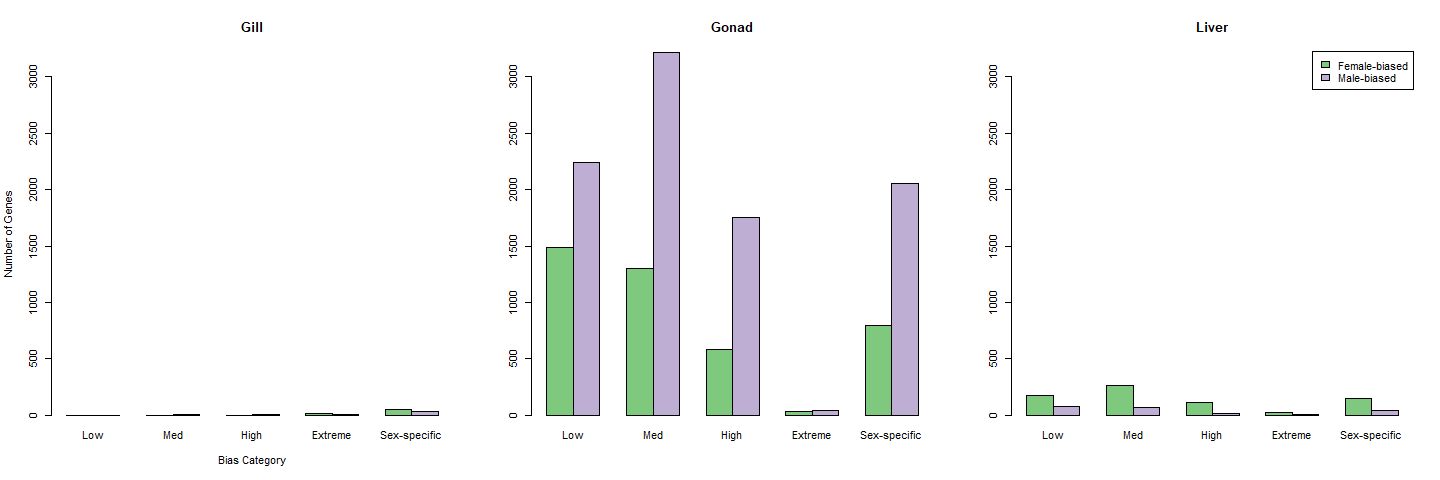 Gill
Number of Genes
3000
2500
2000
1500
1000
500
0
Low Med High Extreme Sex-specific
Bias Category
Gonad
3000
2500
2000
1500
1000
500
0
Low Med High Extreme Sex-specific
Liver
Female-biased
Male-biased
3000
2500
2000
1500
1000
500
0
Low Med High Extreme Sex-specific